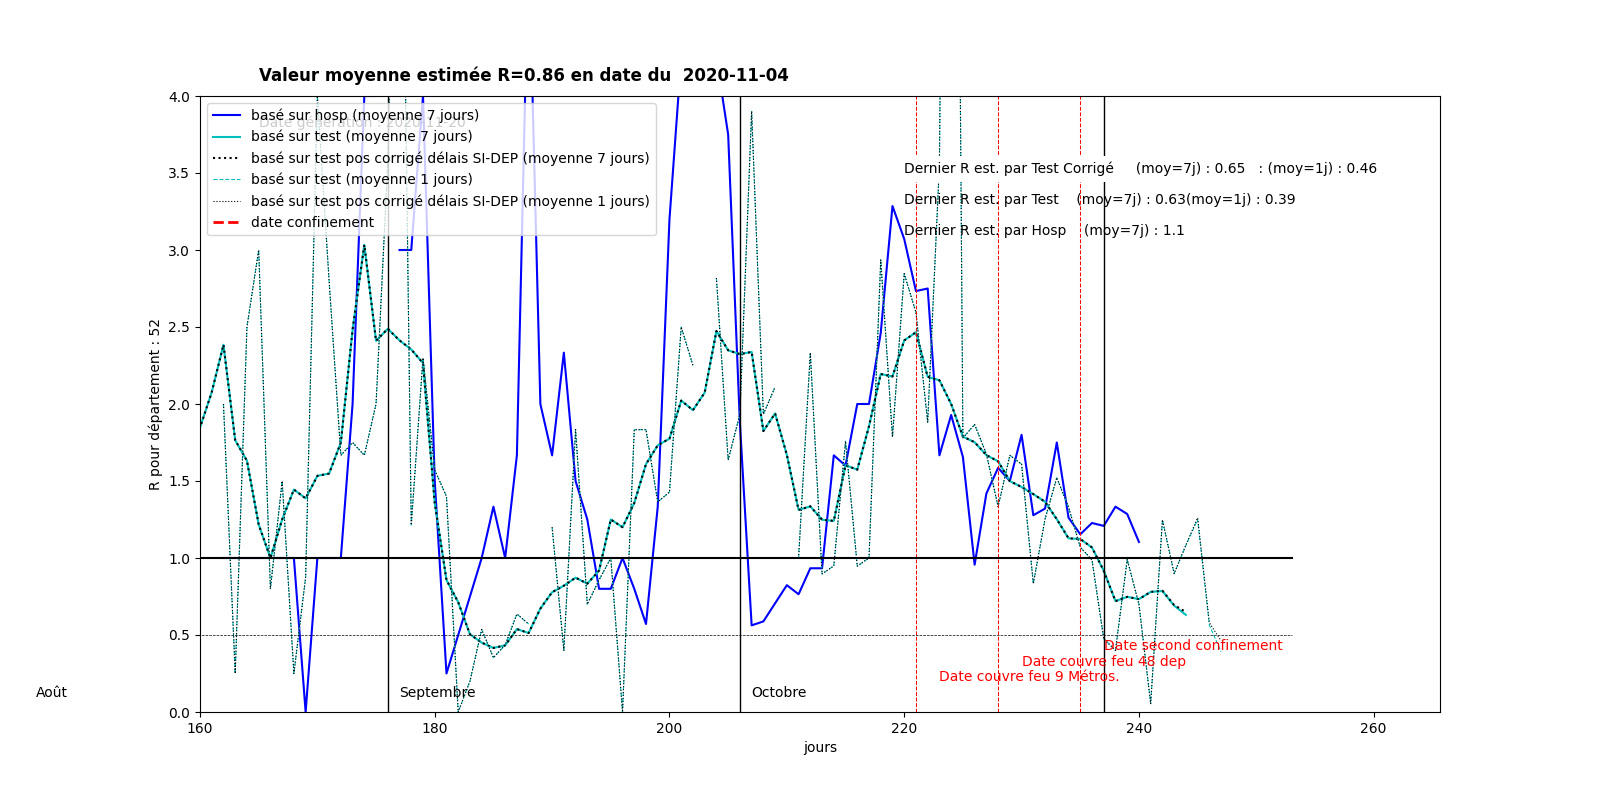 Valeur moyenne estimée R=0.86 en date du  2020-11-04
Date génération : 2020-11-20
basé sur hosp (moyenne 7 jours)
basé sur test (moyenne 7 jours)
basé sur test pos corrigé délais SI-DEP (moyenne 7 jours)
basé sur test (moyenne 1 jours)
basé sur test pos corrigé délais SI-DEP (moyenne 1 jours)
date confinement
Dernier R est. par Test Corrigé     (moy=7j) : 0.65   : (moy=1j) : 0.46
Dernier R est. par Test    (moy=7j) : 0.63(moy=1j) : 0.39
Dernier R est. par Hosp    (moy=7j) : 1.1
4.0
3.5
3.0
2.5
2.0
1.5
1.0
0.5
0.0
R pour département : 52
Date second confinement
Date couvre feu 48 dep
Date couvre feu 9 Métros.
Août
Septembre
Octobre
160
180
200
220
240
260
jours